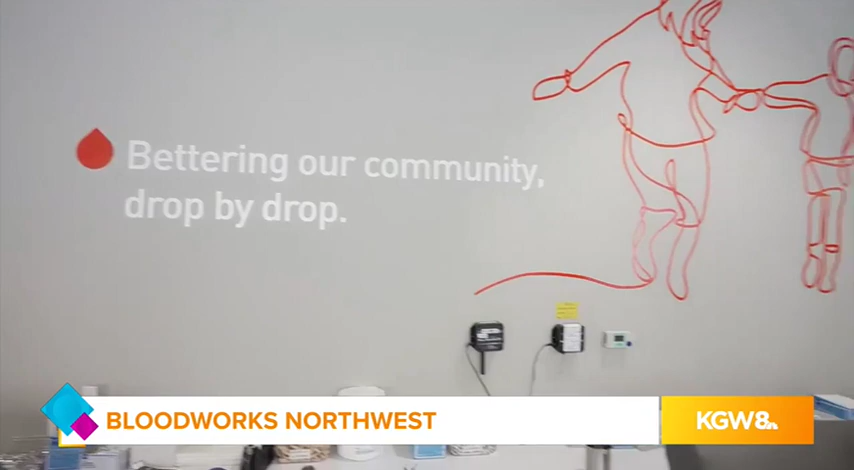 Bettering our community,
drop by drop.
BLOODWORKS NORTHWEST
KGW8